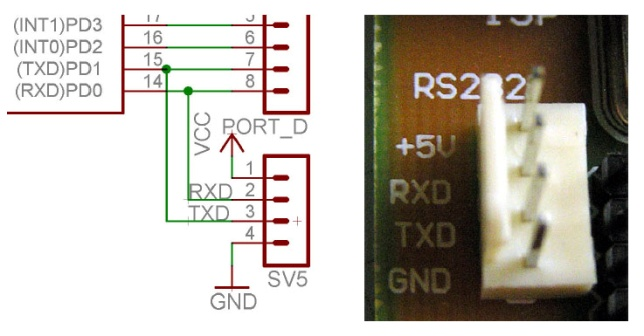 (INT1)PD3 17 5
(INT0)PD2 16 6
(TXD)PD1 15 7
(RXD)PD0 14 8
PORT_D
VCC
1
RXD 2
TXD 3
4
SV5
GND
ISP
RS232
+5V
RXD
TXD
GND